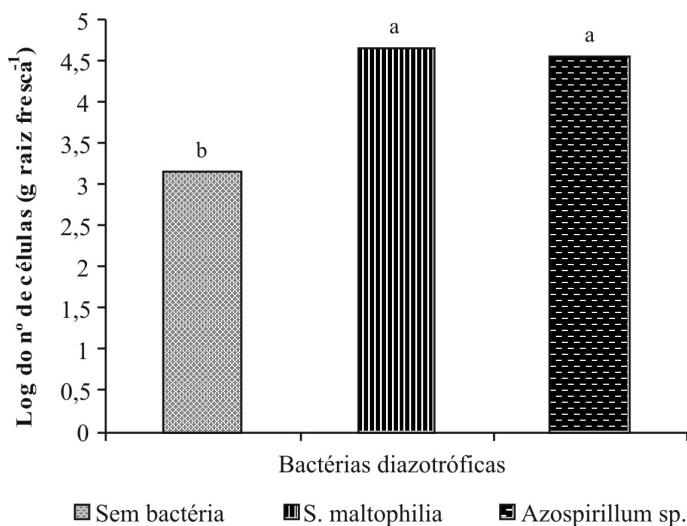 Log do nº de células (g raiz fresca⁻¹)
5
4,5
4
3,5
3
2,5
2
1,5
1
0,5
0
b
a
a
Bactérias diazotróficas
Sem bactéria S. maltophilia Azospirillum sp.